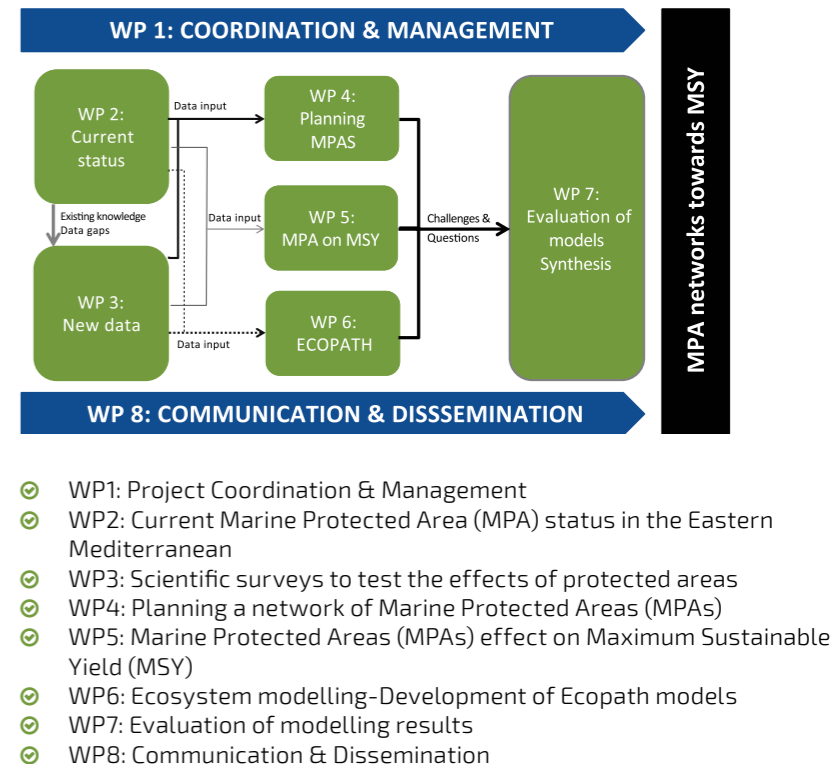 WP 1: COORDINATION & MANAGEMENT
WP 2:
Current
status
Data input
WP 4:
Planning
MPAS
Existing knowledge
Data gaps
Data input
WP 5:
MPA on MSY
Challenges &
Questions
WP 7:
Evaluation of
models
Synthesis
WP 3:
New data
Data input
WP 6:
ECOPATH
MPA networks towards MSY
WP 8: COMMUNICATION & DISSSEMINATION
WP1: Project Coordination & Management
WP2: Current Marine Protected Area (MPA) status in the Eastern
Mediterranean
WP3: Scientific surveys to test the effects of protected areas
WP4: Planning a network of Marine Protected Areas (MPAs)
WP5: Marine Protected Areas (MPAs) effect on Maximum Sustainable
Yield (MSY)
WP6: Ecosystem modelling-Development of Ecopath models
WP7: Evaluation of modelling results
WP8: Communication & Dissemination